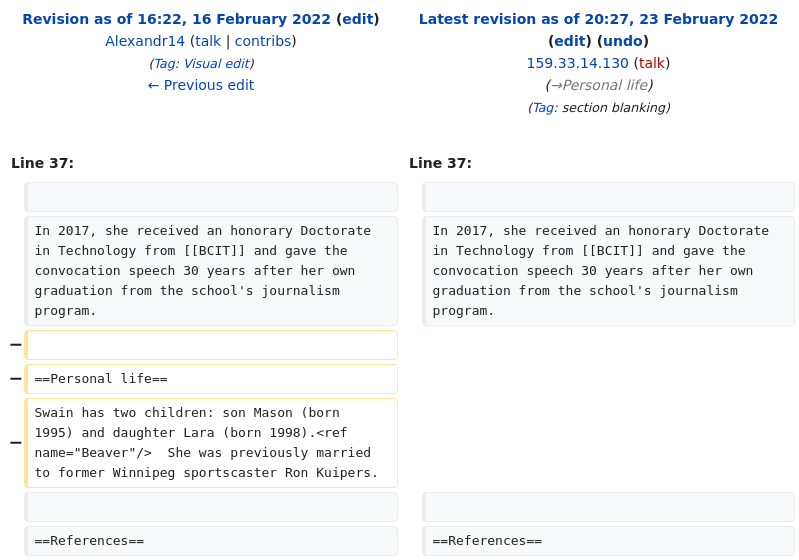 Revision as of 16:22, 16 February 2022 (edit)
Alexandr14 (talk | contribs)
(Tag: Visual edit)
← Previous edit
Latest revision as of 20:27, 23 February 2022
(edit) (undo)
159.33.14.130 (talk)
(→Personal life)
(Tag: section blanking)
Line 37:
Line 37:
In 2017, she received an honorary Doctorate
in Technology from [[BCIT]] and gave the
convocation speech 30 years after her own
graduation from the school's journalism
program.
In 2017, she received an honorary Doctorate
in Technology from [[BCIT]] and gave the
convocation speech 30 years after her own
graduation from the school's journalism
program.
−
− ==Personal life==
− Swain has two children: son Mason (born
1995) and daughter Lara (born 1998).<ref
name="Beaver"/>  She was previously married
to former Winnipeg sportscaster Ron Kuipers.
==References==
==References==